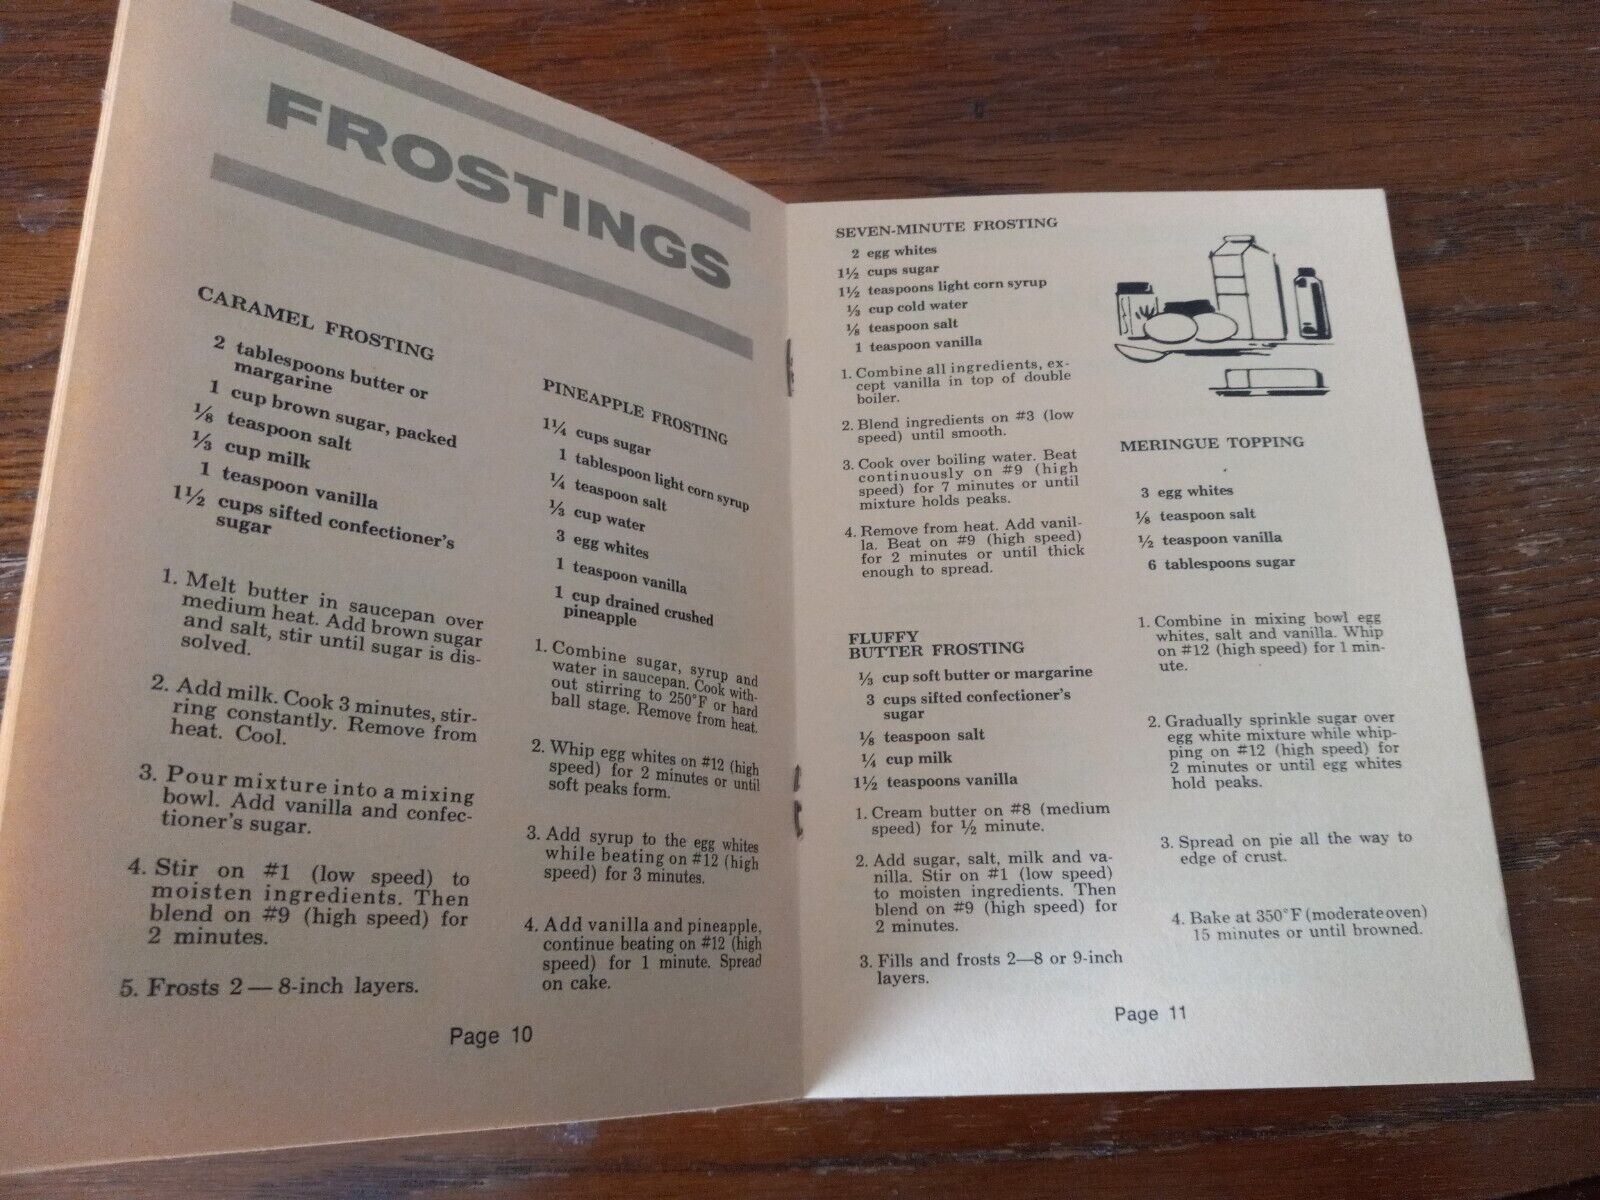 FROSTINGS
CARAMEL FROSTING
2 tablespoons butter or
margarine
1 cup brown sugar, packed
⅛ teaspoon salt
⅓ cup milk
1 teaspoon vanilla
1½ cups sifted confectioner's
sugar
1. Melt butter in saucepan over
medium heat. Add brown sugar
and salt, stir until sugar is dis-
solved.
2. Add milk. Cook 3 minutes, stir-
ring constantly. Remove from
heat. Cool.
3. Pour mixture into a mixing
bowl. Add vanilla and confec-
tioner's sugar.
4. Stir on #1 (low speed) to
moisten ingredients. Then
blend on #9 (high speed) for
2 minutes.
5. Frosts 2 — 8-inch layers.
PINEAPPLE FROSTING
1¼ cups sugar
1 tablespoon light corn syrup
¼ teaspoon salt
⅓ cup water
3 egg whites
1 teaspoon vanilla
1 cup drained crushed
pineapple
1. Combine sugar, syrup and
water in saucepan. Cook with-
out stirring to 250°F or hard
ball stage. Remove from heat.
2. Whip egg whites on #12 (high
speed) for 2 minutes or until
soft peaks form.
3. Add syrup to the egg whites
while beating on #12 (high
speed) for 3 minutes.
4. Add vanilla and pineapple,
continue beating on #12 (high
speed) for 1 minute. Spread
on cake.
Page 10
SEVEN-MINUTE FROSTING
2 egg whites
1½ cups sugar
1½ teaspoons light corn syrup
⅓ cup cold water
⅛ teaspoon salt
1 teaspoon vanilla
1. Combine all ingredients, ex-
cept vanilla in top of double
boiler.
2. Blend ingredients on #3 (low
speed) until smooth.
3. Cook over boiling water. Beat
continuously on #9 (high
speed) for 7 minutes or until
mixture holds peaks.
4. Remove from heat. Add vanil-
la. Beat on #9 (high speed)
for 2 minutes or until thick
enough to spread.
FLUFFY
BUTTER FROSTING
⅓ cup soft butter or margarine
3 cups sifted confectioner's
sugar
⅛ teaspoon salt
¼ cup milk
1½ teaspoons vanilla
1. Cream butter on #8 (medium
speed) for ½ minute.
2. Add sugar, salt, milk and va-
nilla. Stir on #1 (low speed)
to moisten ingredients. Then
blend on #9 (high speed) for
2 minutes.
3. Fills and frosts 2—8 or 9-inch
layers.
MERINGUE TOPPING
3 egg whites
⅛ teaspoon salt
½ teaspoon vanilla
6 tablespoons sugar
1. Combine in mixing bowl egg
whites, salt and vanilla. Whip
on #12 (high speed) for 1 min-
ute.
2. Gradually sprinkle sugar over
egg white mixture while whip-
ping on #12 (high speed) for
2 minutes or until egg whites
hold peaks.
3. Spread on pie all the way to
edge of crust.
4. Bake at 350°F (moderate oven)
15 minutes or until browned.
Page 11